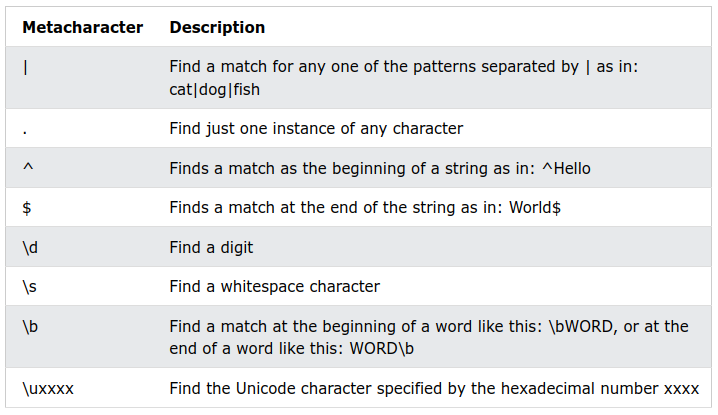 Metacharacter Description
| Find a match for any one of the patterns separated by | as in:
cat|dog|fish
. Find just one instance of any character
^ Finds a match as the beginning of a string as in: ^Hello
$ Finds a match at the end of the string as in: World$
\d Find a digit
\s Find a whitespace character
\b Find a match at the beginning of a word like this: \bWORD, or at the
end of a word like this: WORD\b
\uxxxx Find the Unicode character specified by the hexadecimal number xxxx